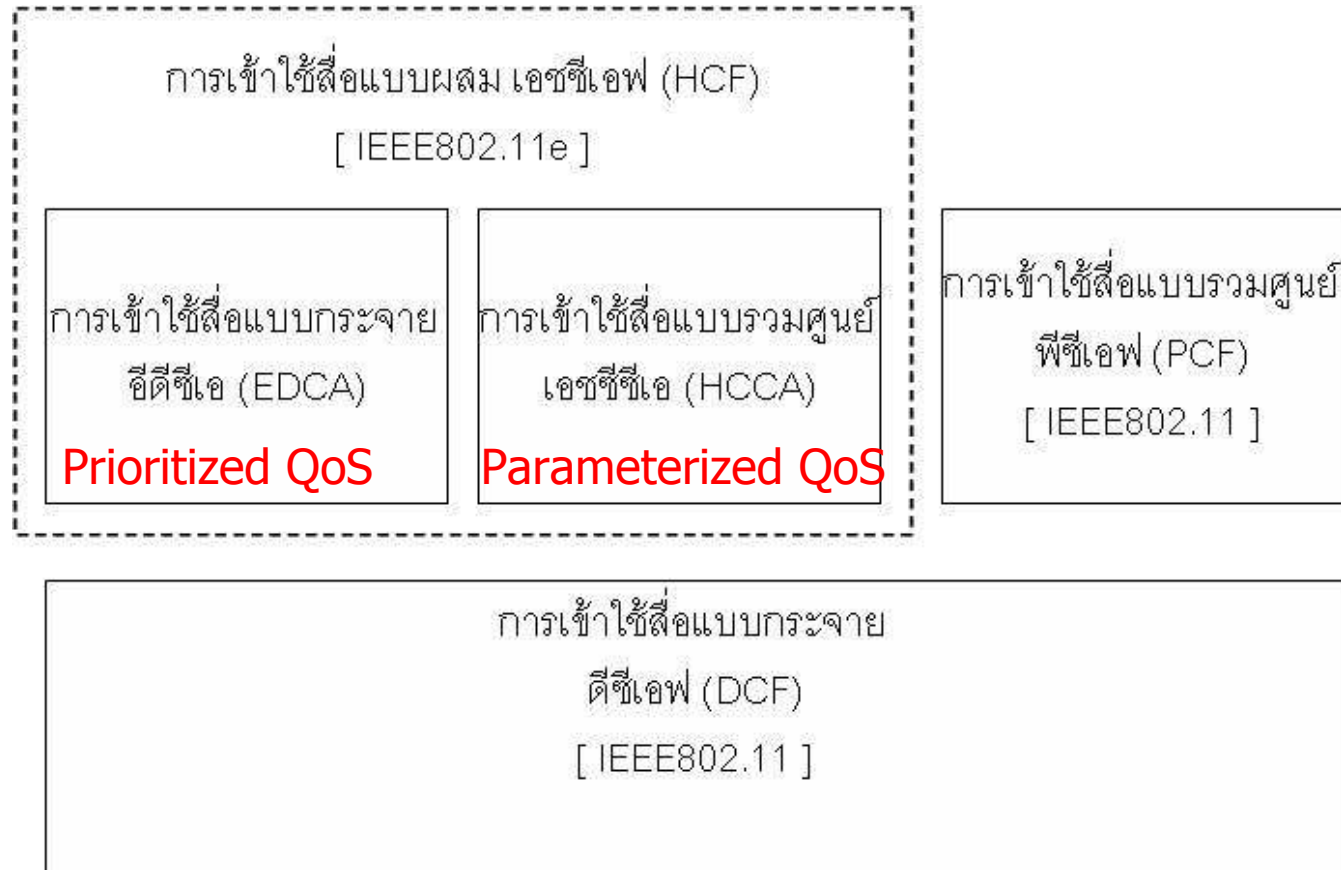 การเข้าใช้สื่อแบบผสม เอชซีเอฟ (HCF)
[ IEEE802.11e ]
การเข้าใช้สื่อแบบกระจาย
อีดีซีเอ (EDCA)
Prioritized QoS
การเข้าใช้สื่อแบบรวมศูนย์
เอชซีซีเอ (HCCA)
Parameterized QoS
การเข้าใช้สื่อแบบรวมศูนย์
พีซีเอฟ (PCF)
[ IEEE802.11 ]
การเข้าใช้สื่อแบบกระจาย
ดีซีเอฟ (DCF)
[ IEEE802.11 ]